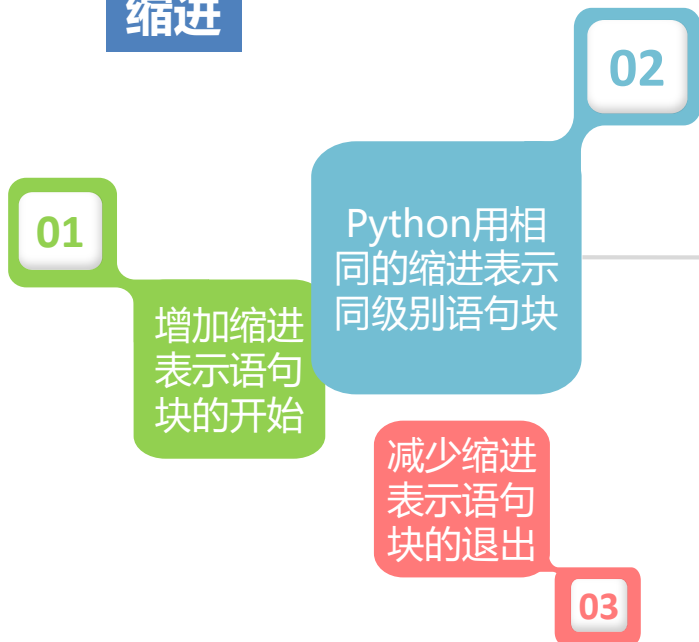 缩进
01
增加缩进
表示语句
块的开始
02
Python用相
同的缩进表示
同级别语句块
减少缩进
表示语句
块的退出
03